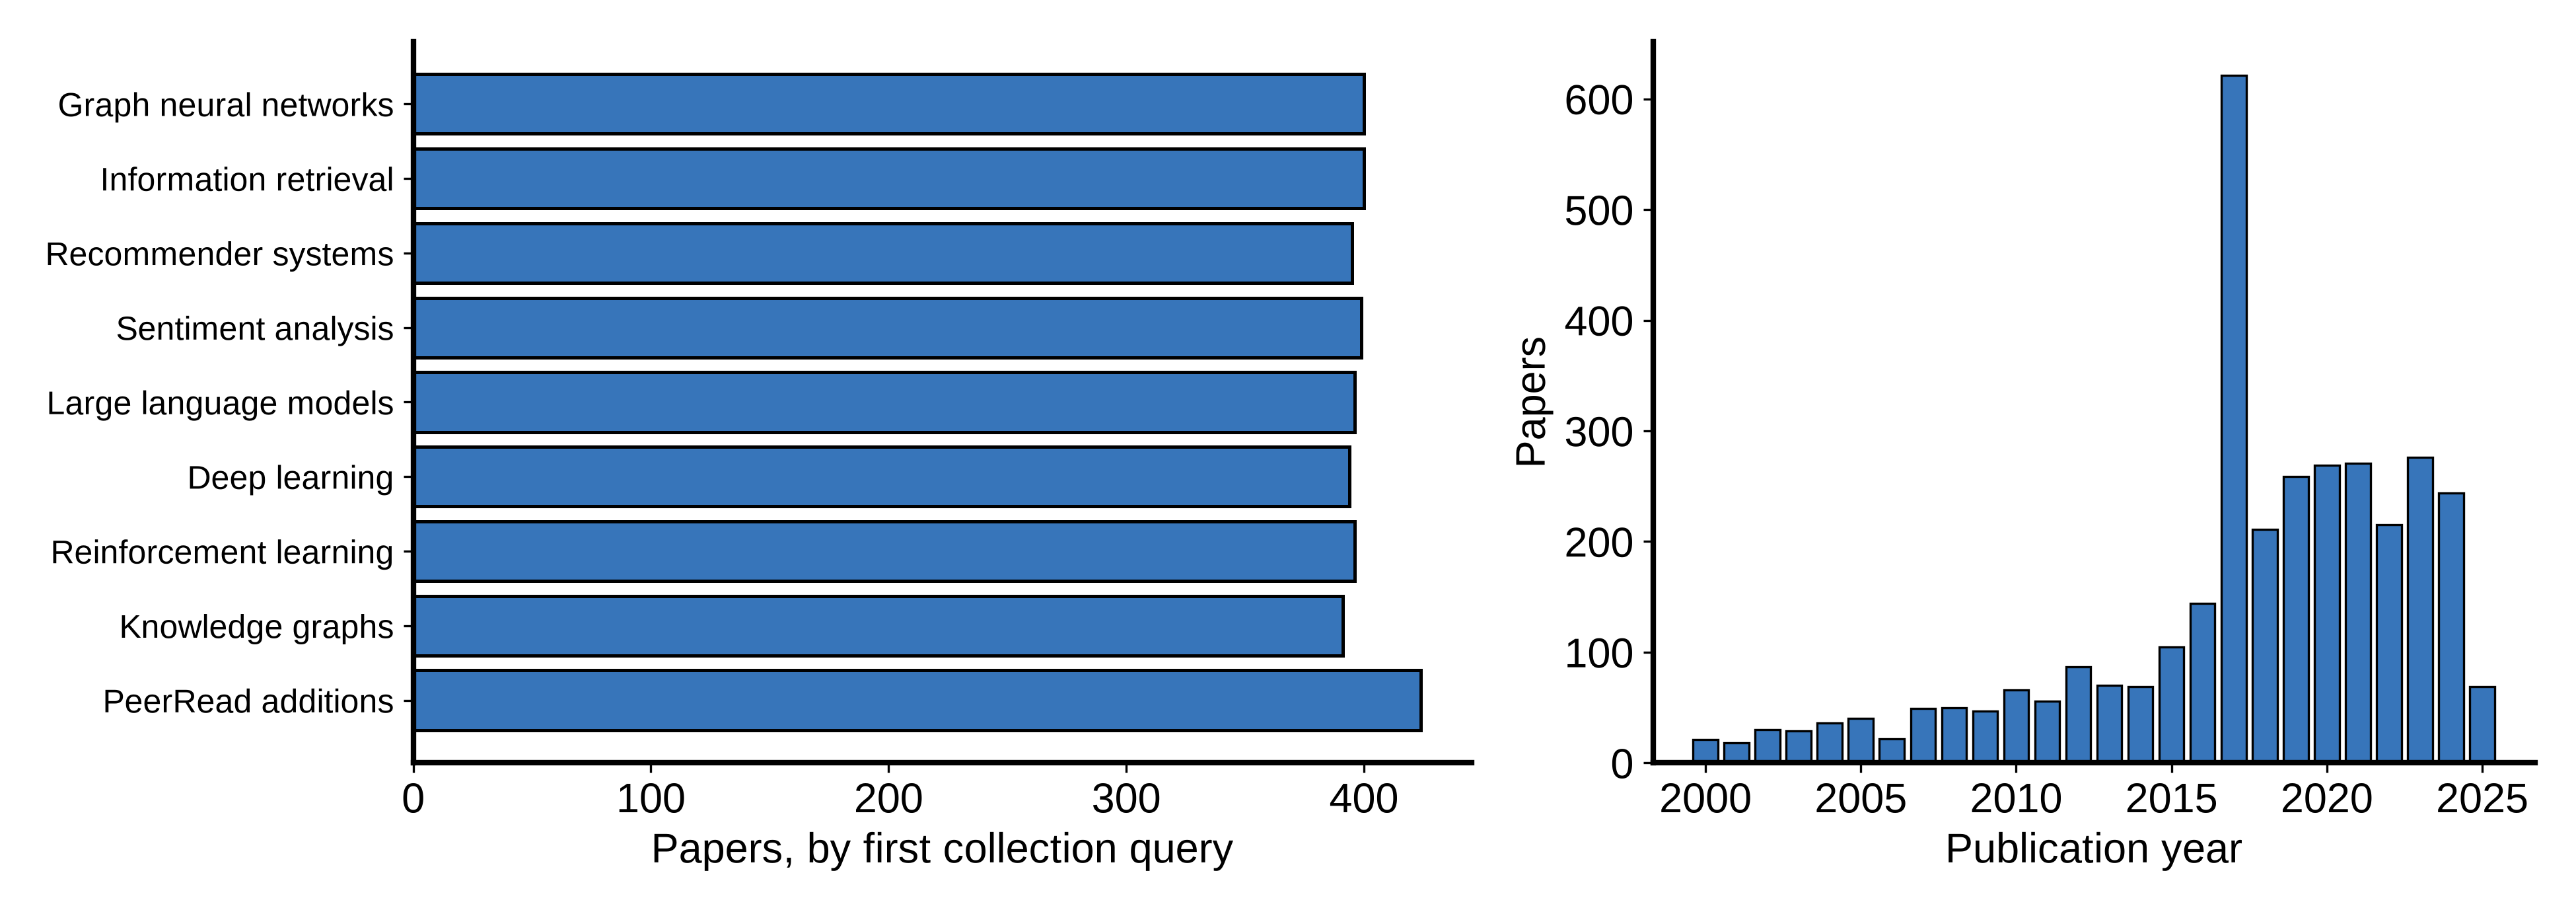 Graph neural networks
Information retrieval
Recommender systems
Sentiment analysis
Large language models
Deep learning
Reinforcement learning
Knowledge graphs
PeerRead additions
0 100 200 300 400
Papers, by first collection query
Papers
600
500
400
300
200
100
0
2000 2005 2010 2015 2020 2025
Publication year